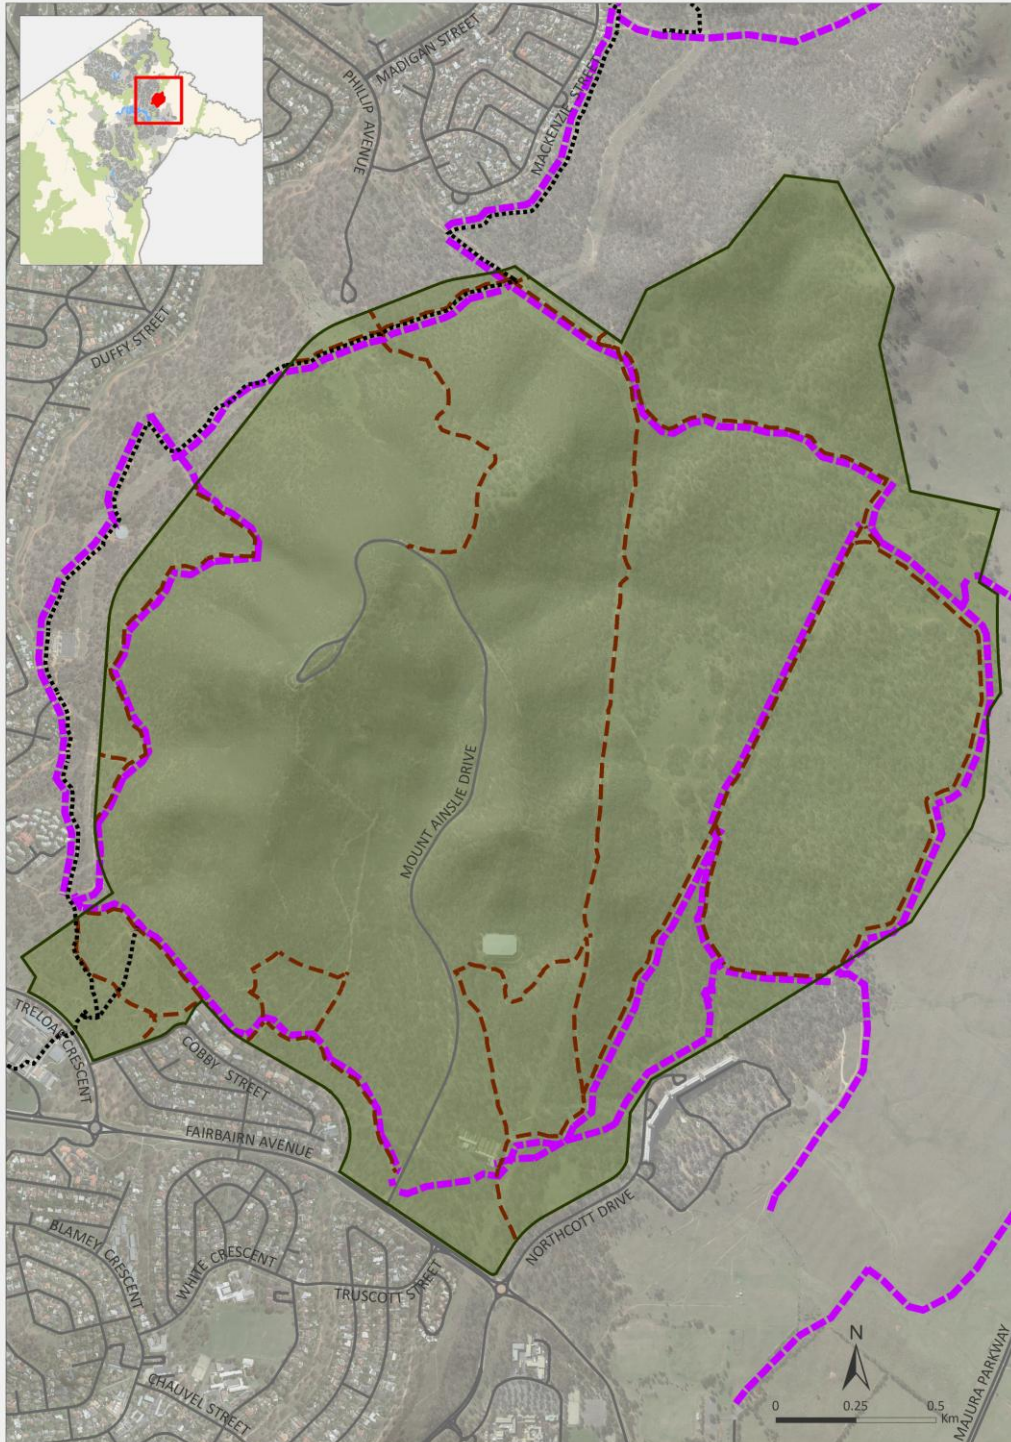 MADIGAN STREET
PHILLIP AVENUE
MACKENZIE STREET
DUFFY STREET
MOUNT AINSLIE DRIVE
TRELOAR CRESCENT
COBBY STREET
FAIRBAIRN AVENUE
NORTHCOTT DRIVE
BLAMEY CRESCENT
WHITE CRESCENT
TRUSCOTT STREET
CHAUVEL STREET
MAJURA PARKWAY
N
0 0.25 0.5
Km